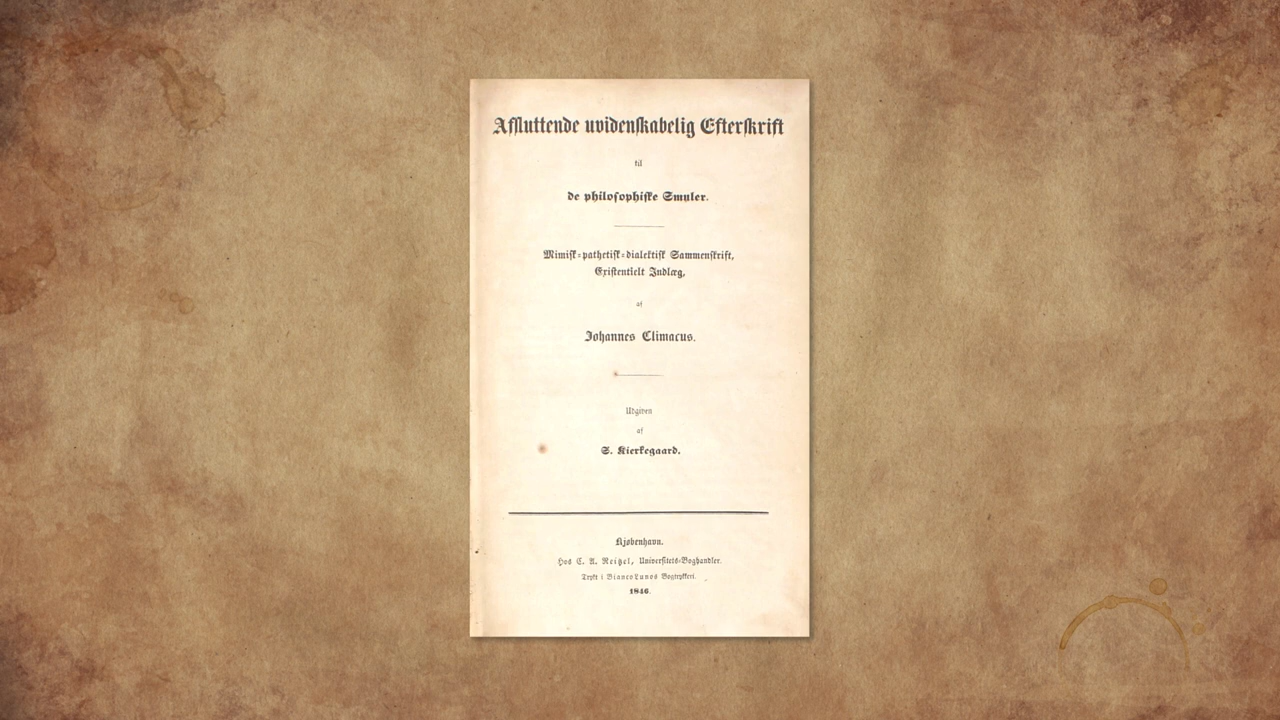 Afsluttende uvidenskabelig Efterskrift
til
de philosophiske Smuler.
Mimisk-pathetisk-dialektisk Sammenskrift,
Existentielt Indlæg,
af
Johannes Climacus.
Udgiven
af
S. Kierkegaard.
Kjøbenhavn.
Hos C. A. Reitzel, Universitets-Boghandler.
Trykt i Bianco Lunos Bogtrykkeri.
1846.